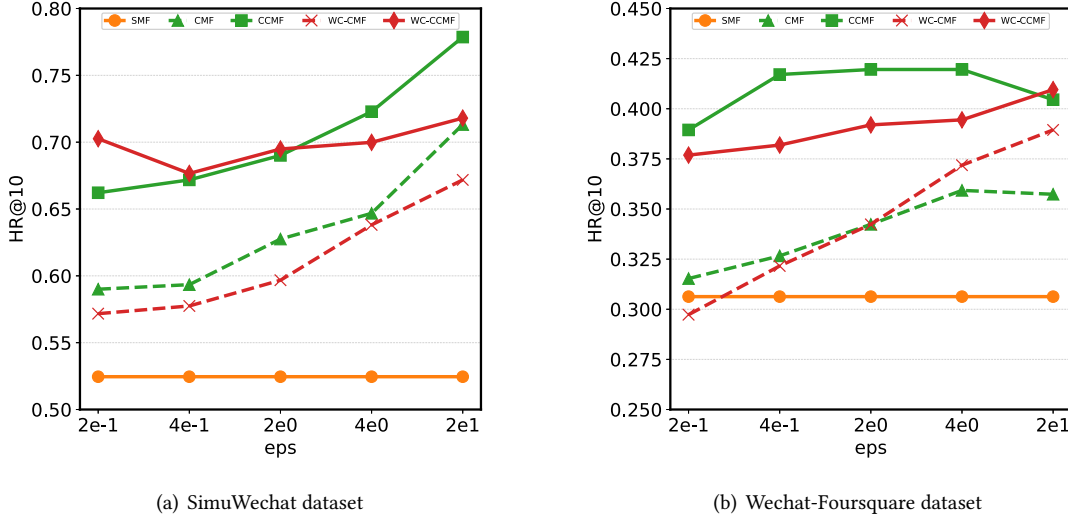 SMF CMF CCMF WC-CMF WC-CCMF
HR@10
0.80
0.75
0.70
0.65
0.60
0.55
0.50
2e-1 4e-1 2e0 4e0 2e1
eps
(a) SimuWechat dataset
SMF CMF CCMF WC-CMF WC-CCMF
HR@10
0.450
0.425
0.400
0.375
0.350
0.325
0.300
0.275
0.250
2e-1 4e-1 2e0 4e0 2e1
eps
(b) Wechat-Foursquare dataset